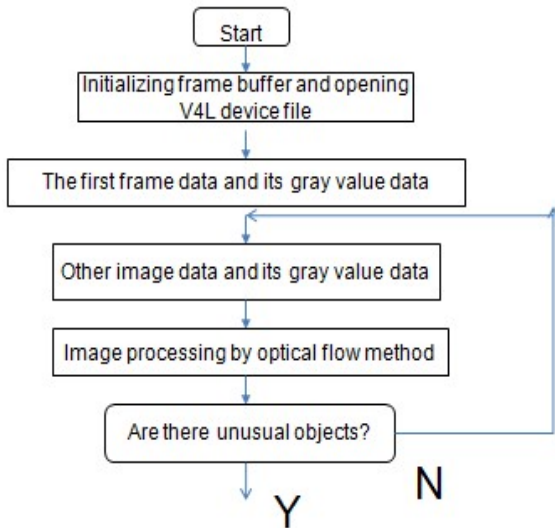 Start
Initializing frame buffer and opening
V4L device file
The first frame data and its gray value data
Other image data and its gray value data
Image processing by optical flow method
Are there unusual objects?
N
Y